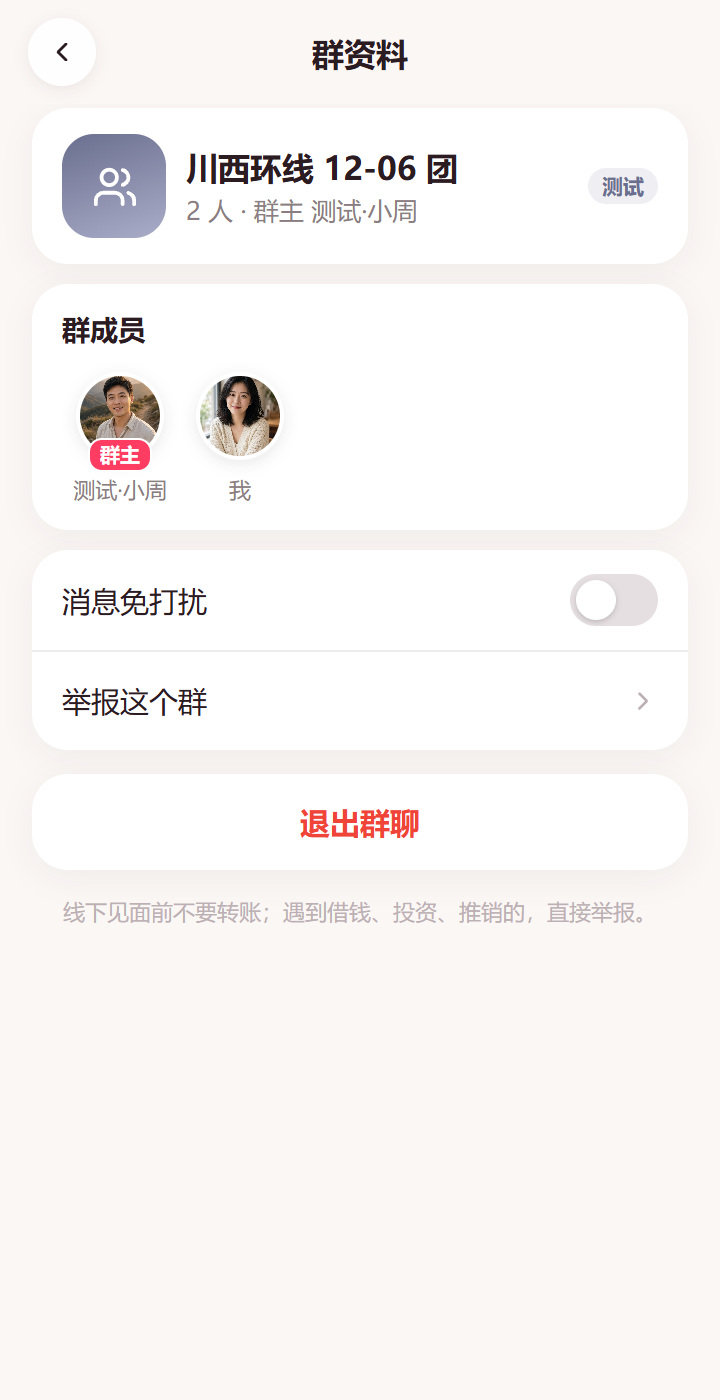 群资料
川西环线 12-06 团
2 人 · 群主 测试·小周
测试
群成员
群主
测试·小周
我
消息免打扰
举报这个群
退出群聊
线下见面前不要转账；遇到借钱、投资、推销的，直接举报。